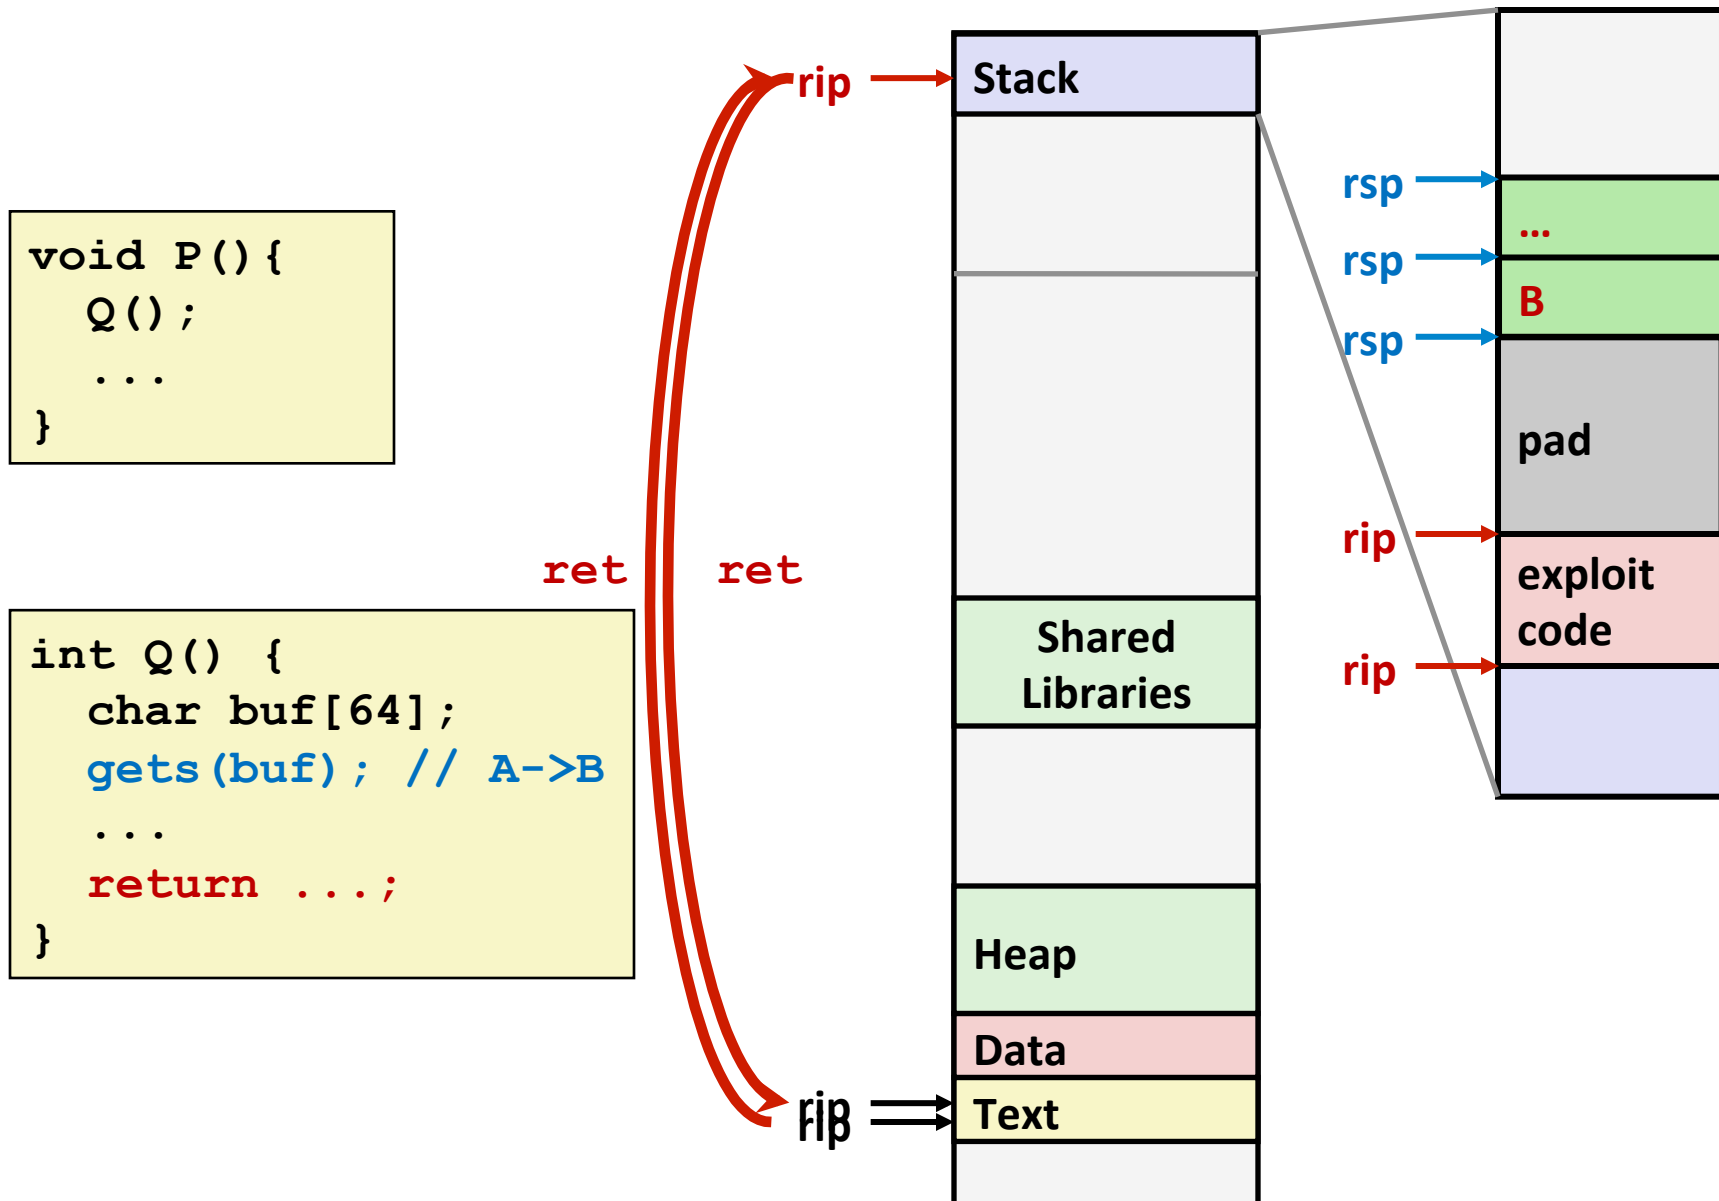 void P(){
Q();
...
}
int Q() {
char buf[64];
gets(buf); // A->B
...
return ...;
}
ret
ret
rip
rip
rip
Stack
Shared
Libraries
Heap
Data
Text
rsp
rsp
rsp
rip
rip
...
B
pad
exploit
code